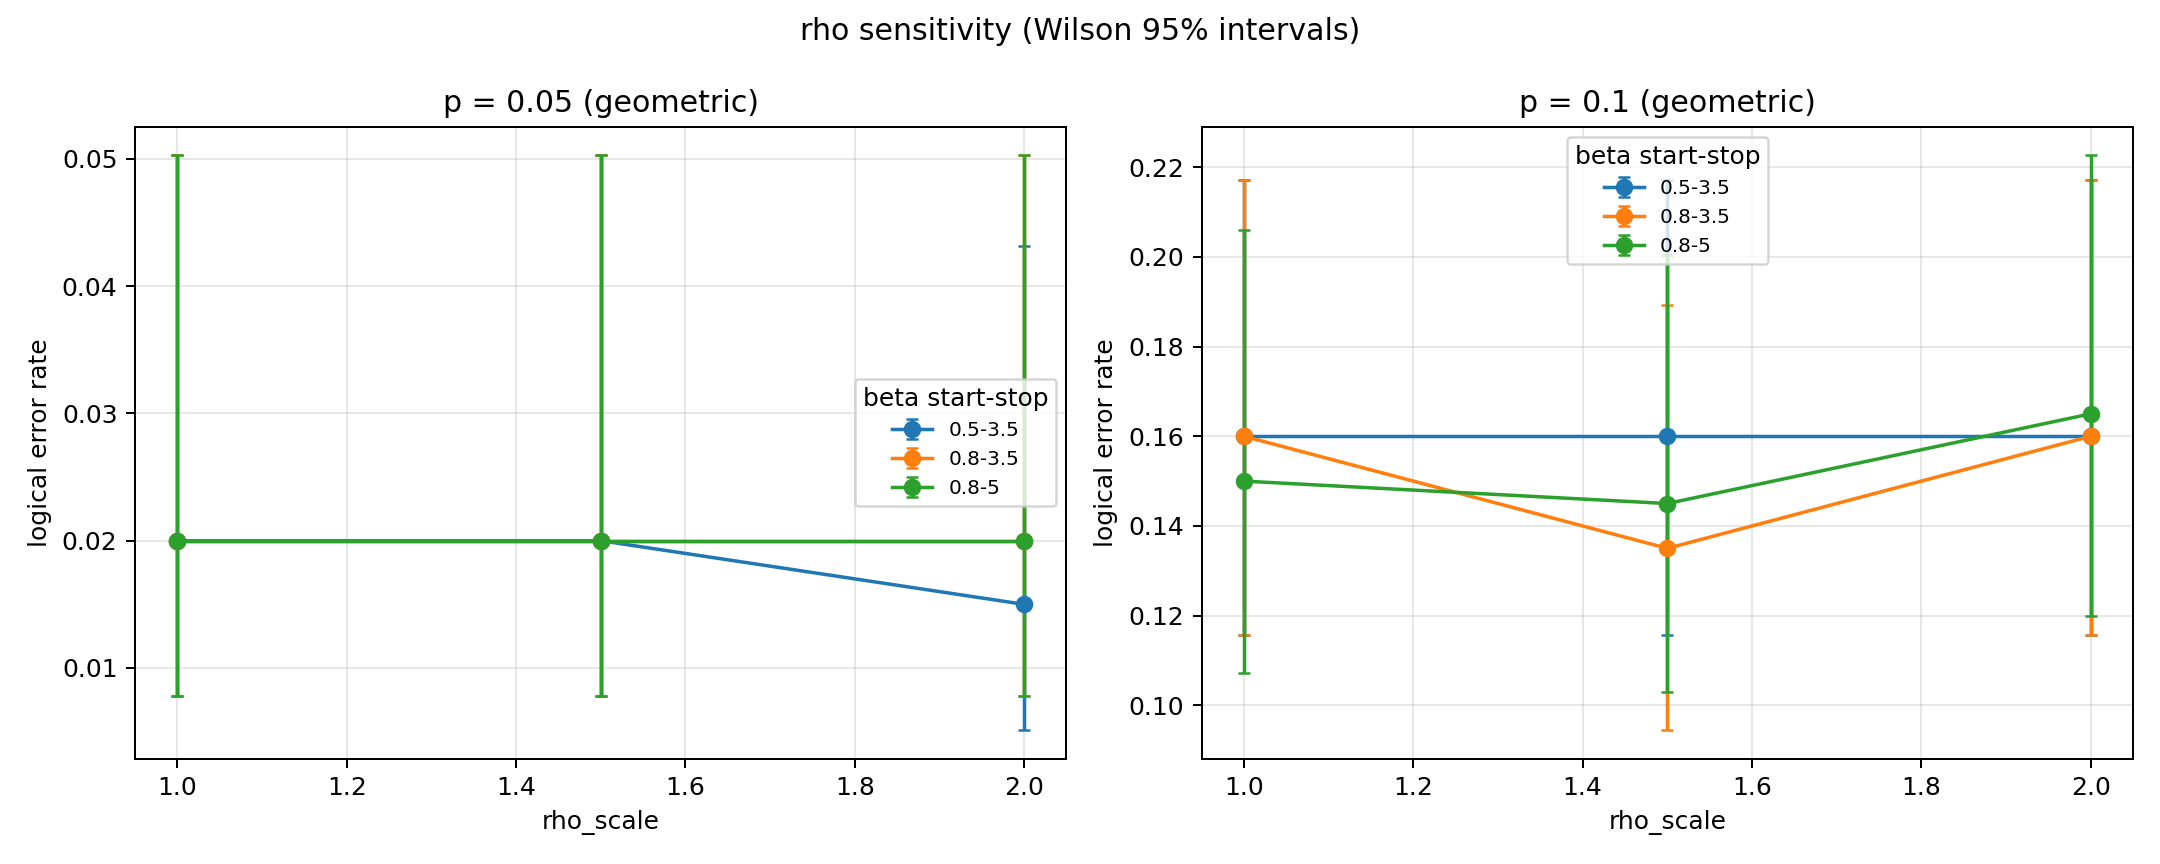 rho sensitivity (Wilson 95% intervals)
p = 0.05 (geometric)
logical error rate
0.05
0.04
0.03
0.02
0.01
beta start-stop
0.5-3.5
0.8-3.5
0.8-5
1.0 1.2 1.4 1.6 1.8 2.0
rho_scale
p = 0.1 (geometric)
logical error rate
0.22
0.20
0.18
0.16
0.14
0.12
0.10
beta start-stop
0.5-3.5
0.8-3.5
0.8-5
1.0 1.2 1.4 1.6 1.8 2.0
rho_scale